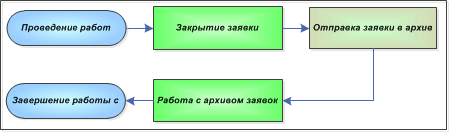 Проведение работ
Закрытие заявки
Отправка заявки в архив
Завершение работы с
Работа с архивом заявок